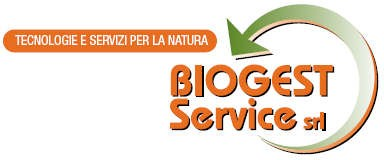 TECNOLOGIE E SERVIZI PER LA NATURA
BIOGEST
Service srl